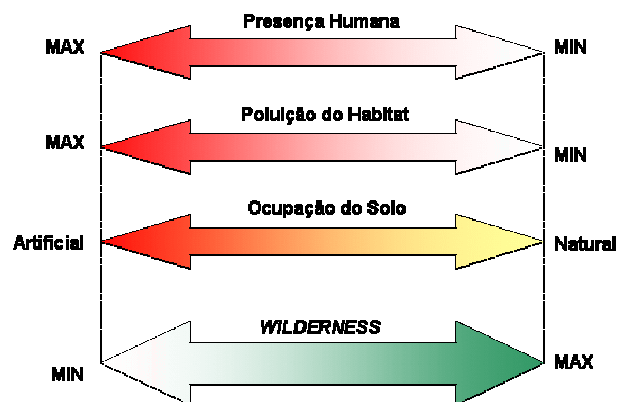 Presença Humana
MAX
MIN
Poluição do Habitat
MAX
MIN
Ocupação do Solo
Artificial
Natural
WILDERNESS
MIN
MAX